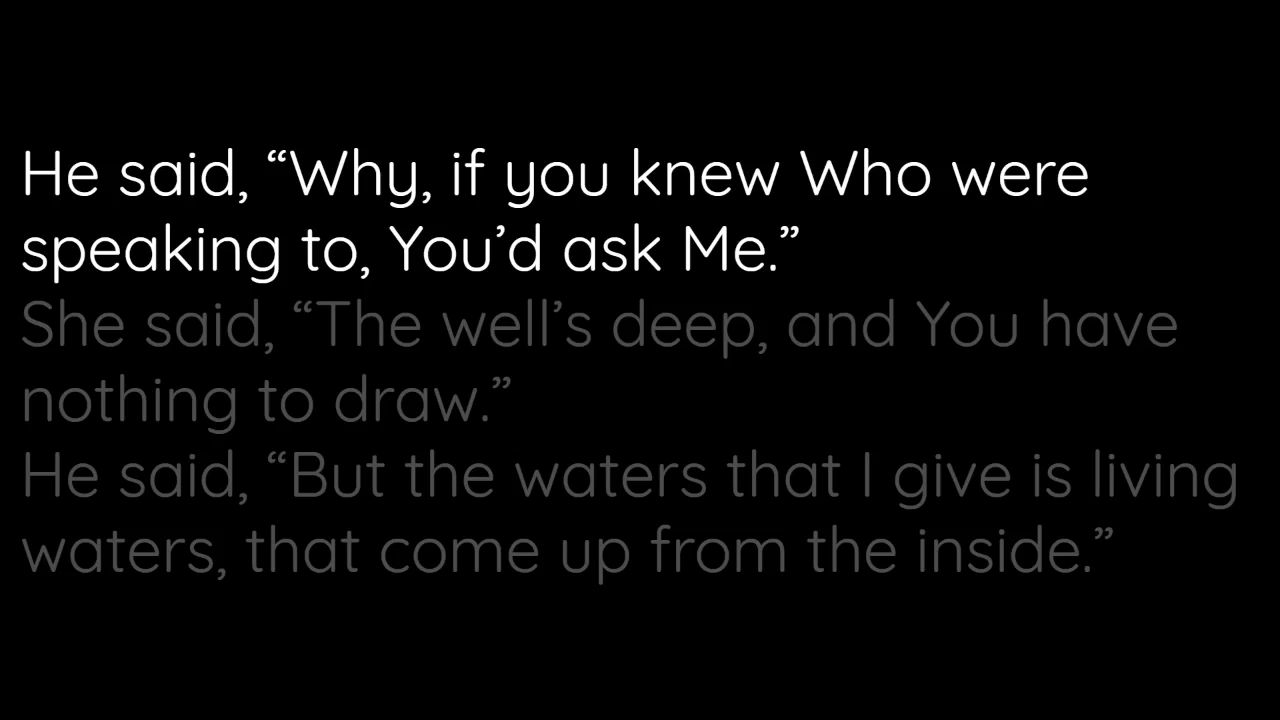 He said, “Why, if you knew Who were
speaking to, You’d ask Me.”
She said, “The well’s deep, and You have
nothing to draw.”
He said, “But the waters that I give is living
waters, that come up from the inside.”